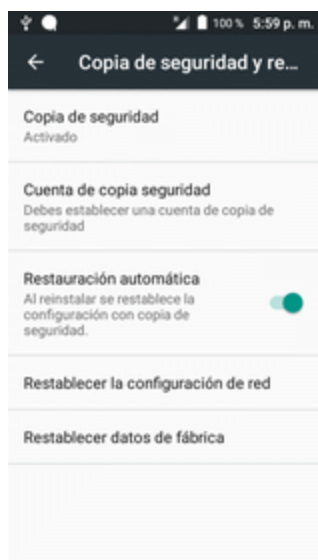 100 % 5:59 p. m.
Copia de seguridad y re...
Copia de seguridad
Activado
Cuenta de copia seguridad
Debes establecer una cuenta de copia de
seguridad
Restauración automática
Al reinstalar se restablece la
configuración con copia de
seguridad.
Restablecer la configuración de red
Restablecer datos de fábrica